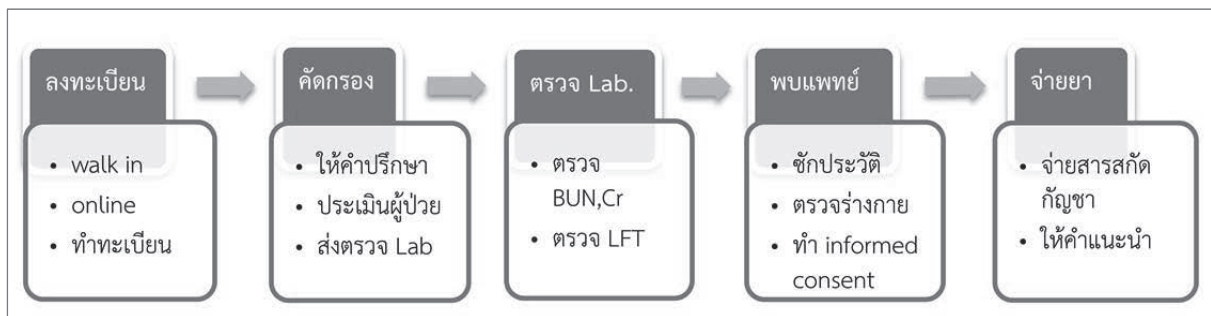 ลงทะเบียน
• walk in
• online
• ทำทะเบียน
คัดกรอง
• ให้คำปรึกษา
• ประเมินผู้ป่วย
• ส่งตรวจ Lab
ตรวจ Lab.
• ตรวจ
BUN,Cr
• ตรวจ LFT
พบแพทย์
• ซักประวัติ
• ตรวจร่างกาย
• ทำ informed
consent
จ่ายยา
• จ่ายสารสกัด
กัญชา
• ให้คำแนะนำ